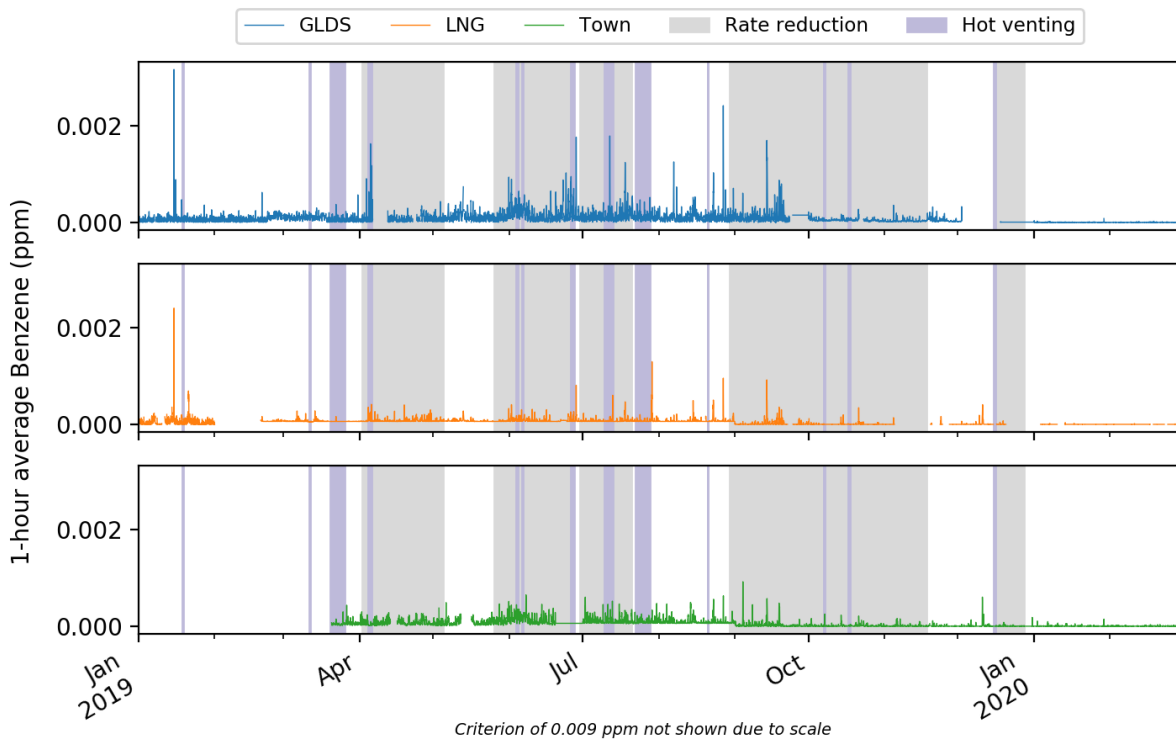 GLDS LNG Town Rate reduction Hot venting
1-hour average Benzene (ppm)
0.002
0.000
0.002
0.000
0.002
0.000
Jan
2019
Apr
Jul
Oct
Jan
2020
Criterion of 0.009 ppm not shown due to scale